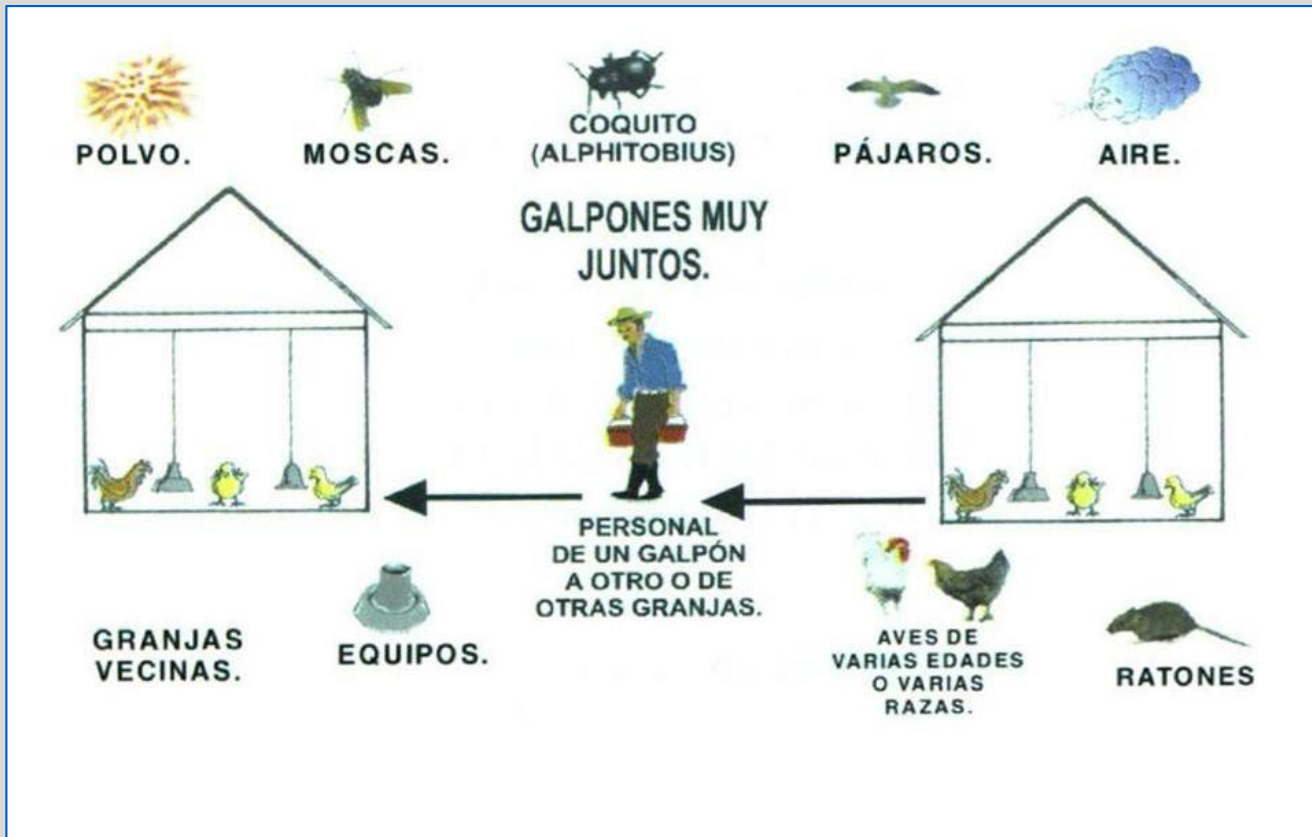 POLVO.
MOSCAS.
COQUITO
(ALPHITOBIUS)
PÁJAROS.
AIRE.
GALPONES MUY
JUNTOS.
PERSONAL
DE UN GALPÓN
A OTRO O DE
OTRAS GRANJAS.
GRANJAS
VECINAS.
EQUIPOS.
AVES DE
VARIAS EDADES
O VARIAS
RAZAS.
RATONES